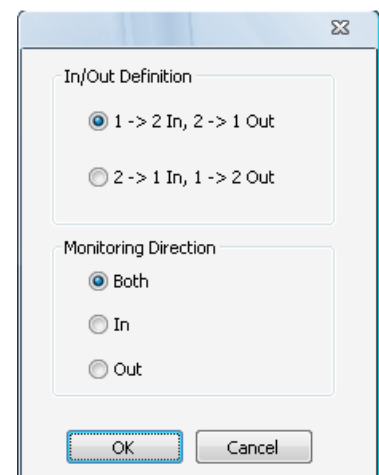 In/Out Definition
1 -> 2 In, 2 -> 1 Out
2 -> 1 In, 1 -> 2 Out
Monitoring Direction
Both
In
Out
OK Cancel